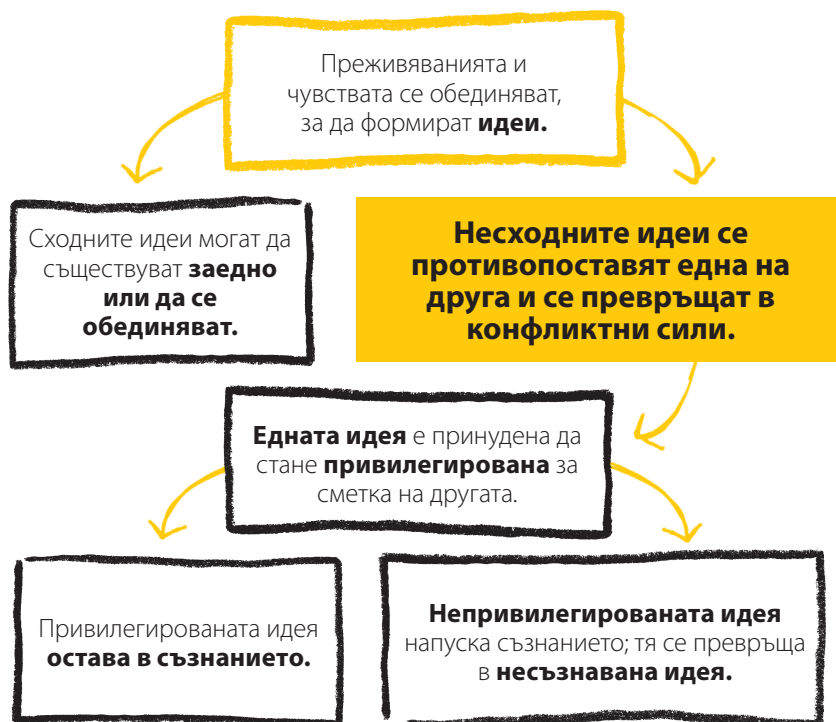 Преживяванията и
чувствата се обединяват,
за да формират идеи.
Сходните идеи могат да
съществуват заедно
или да се
обединяват.
Несходните идеи се
противопоставят една на
друга и се превръщат в
конфликтни сили.
Едната идея е принудена да
стане привилегирована за
сметка на другата.
Привилегированата идея
остава в съзнанието.
Непривилегированата идея
напуска съзнанието; тя се превръща
в несъзнавана идея.